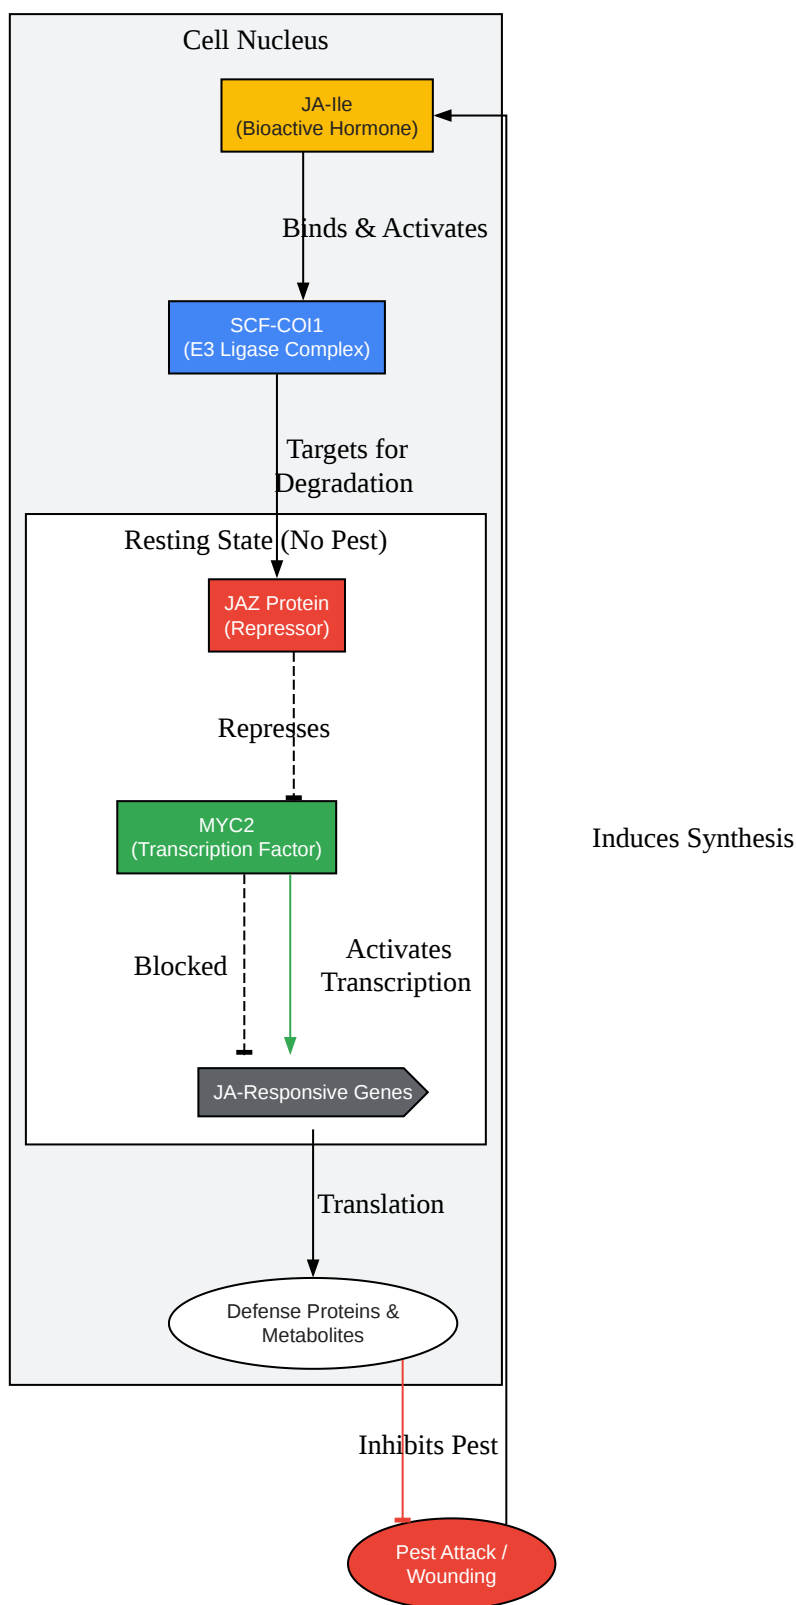 Cell Nucleus
JA-Ile
(Bioactive Hormone)
Binds & Activates
SCF-COI1
(E3 Ligase Complex)
Targets for
Degradation
Resting State (No Pest)
JAZ Protein
(Repressor)
Represses
MYC2
(Transcription Factor)
Induces Synthesis
Blocked
Activates
Transcription
JA-Responsive Genes
Translation
Defense Proteins &
Metabolites
Inhibits Pest
Pest Attack /
Wounding